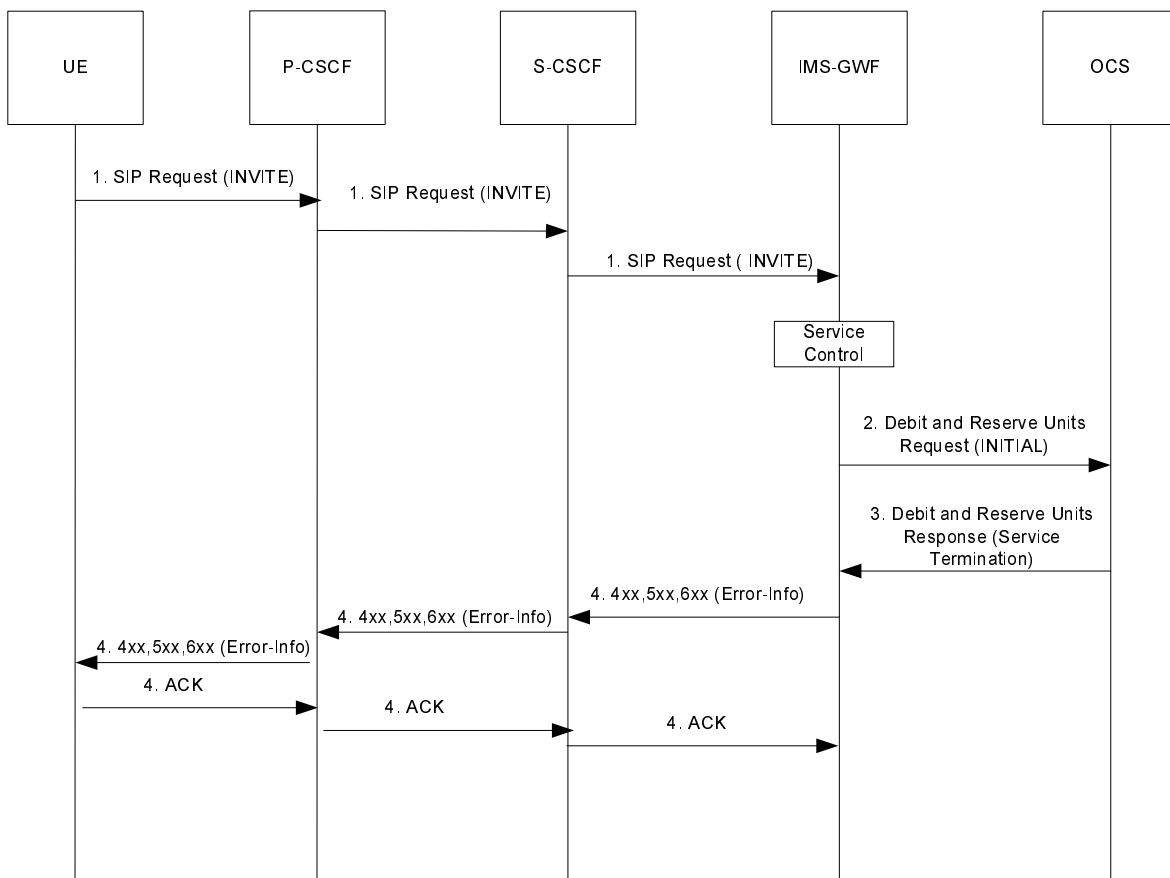 UE
P-CSCF
S-CSCF
IMS-GWF
OCS
1. SIP Request (INVITE)
1. SIP Request (INVITE)
1. SIP Request ( INVITE)
Service
Control
2. Debit and Reserve Units
Request (INITIAL)
3. Debit and Reserve Units
Response (Service
Termination)
4. 4xx,5xx,6xx (Error-Info)
4. 4xx,5xx,6xx (Error-Info)
4. 4xx,5xx,6xx (Error-Info)
4. ACK
4. ACK
4. ACK